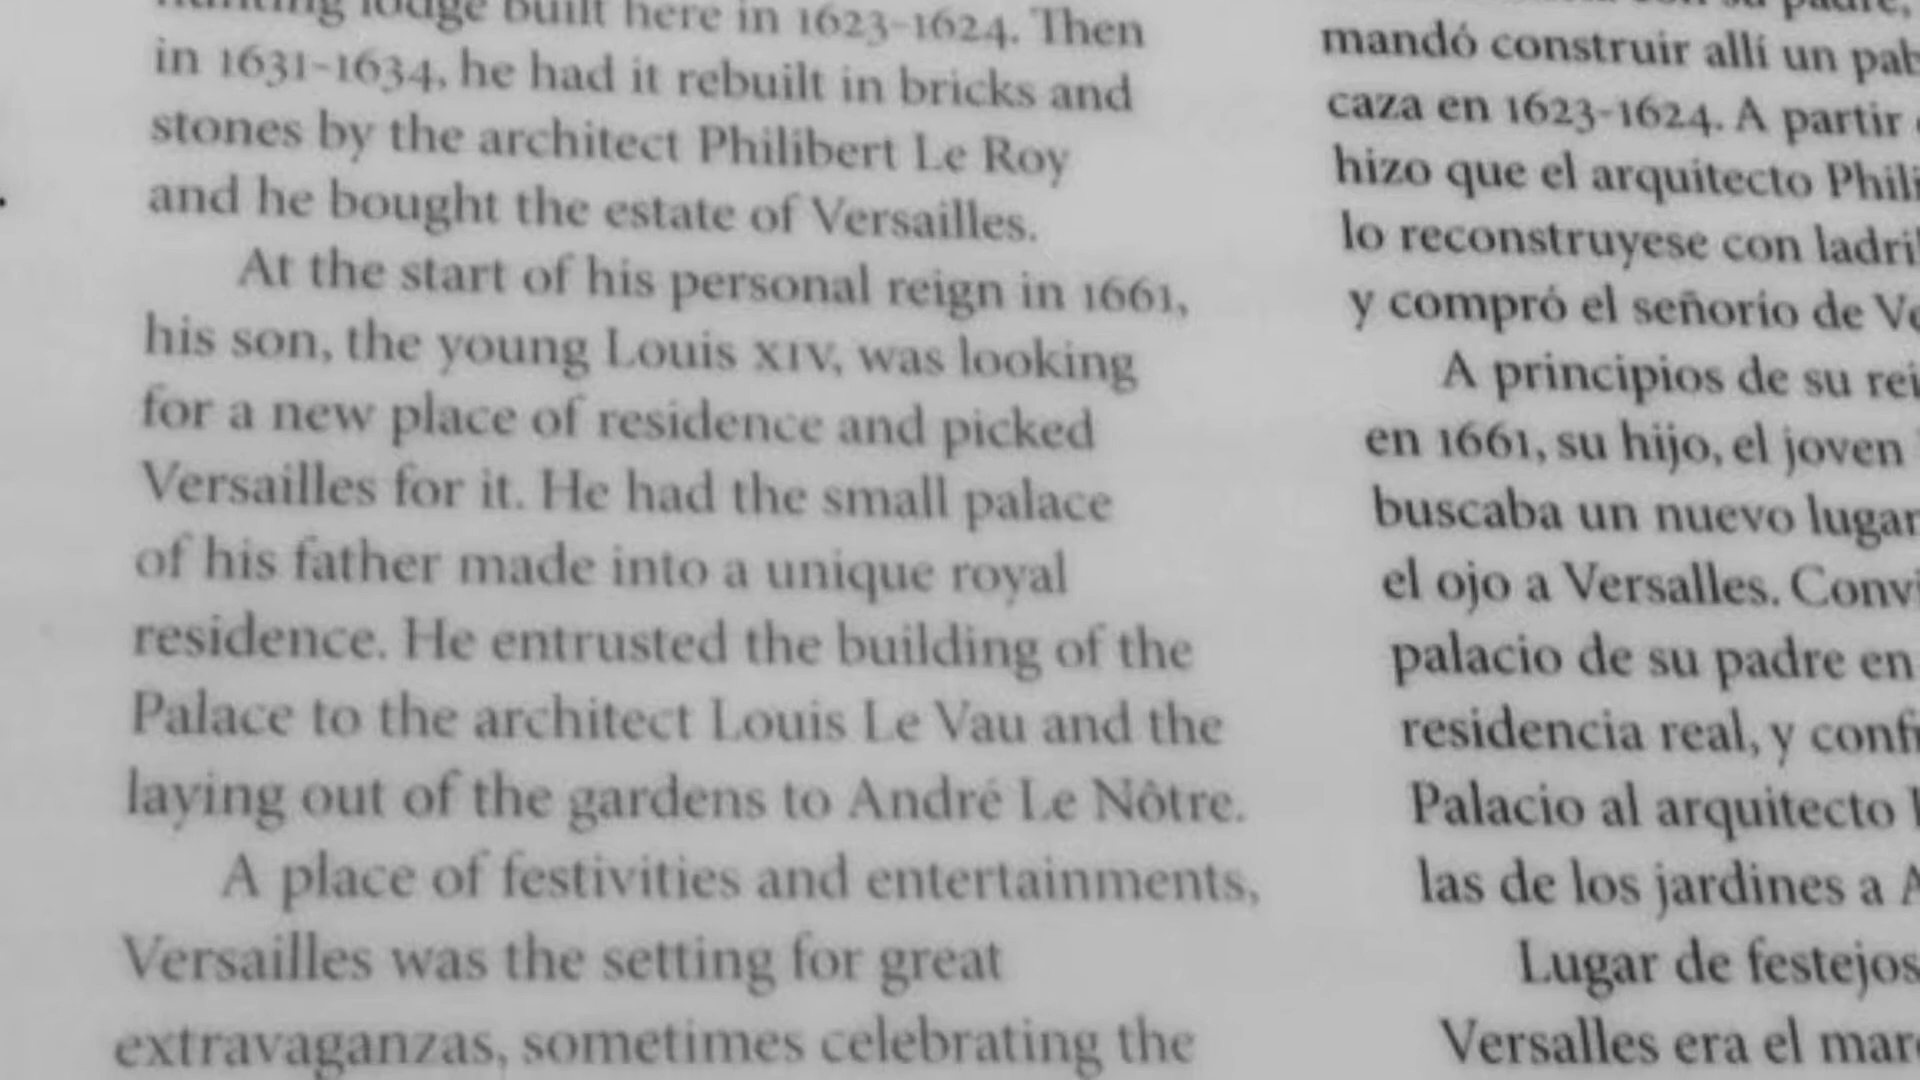 hunting lodge built here in 1623-1624. Then
in 1631-1634, he had it rebuilt in bricks and
stones by the architect Philibert Le Roy
and he bought the estate of Versailles.
At the start of his personal reign in 1661,
his son, the young Louis XIV, was looking
for a new place of residence and picked
Versailles for it. He had the small palace
of his father made into a unique royal
residence. He entrusted the building of the
Palace to the architect Louis Le Vau and the
laying out of the gardens to André Le Nôtre.
A place of festivities and entertainments,
Versailles was the setting for great
extravaganzas, sometimes celebrating the
su padre,
mandó construir allí un
caza en 1623-1624. A partir
hizo que el arquitecto
lo reconstruyese con
y compró el señorío de
A principios de su
en 1661, su hijo, el joven
buscaba un nuevo lugar
el ojo a Versalles.
palacio de su padre en
residencia real, y
Palacio al arquitecto
las de los jardines a
Lugar de festejos
Versalles era el